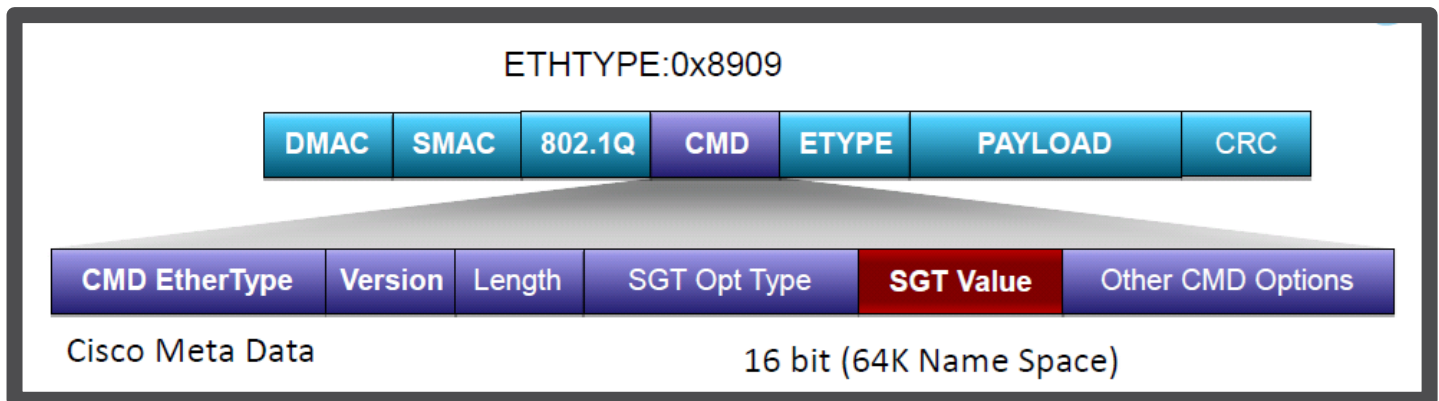 ETHTYPE:0x8909
DMAC SMAC 802.1Q CMD ETYPE PAYLOAD CRC
CMD EtherType Version Length SGT Opt Type SGT Value Other CMD Options
Cisco Meta Data 16 bit (64K Name Space)